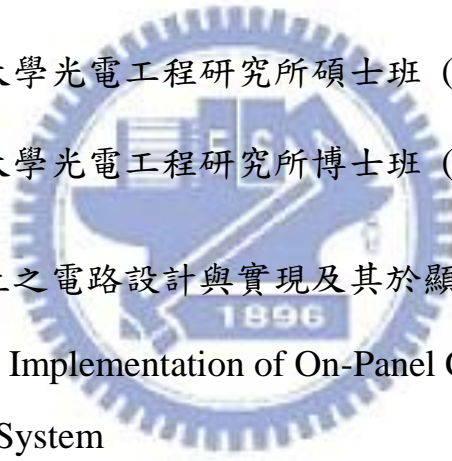 大學光電工程研究所碩士班 (
大學光電工程研究所博士班 (
上之電路設計與實現及其於顯
1896
Implementation of On-Panel
System